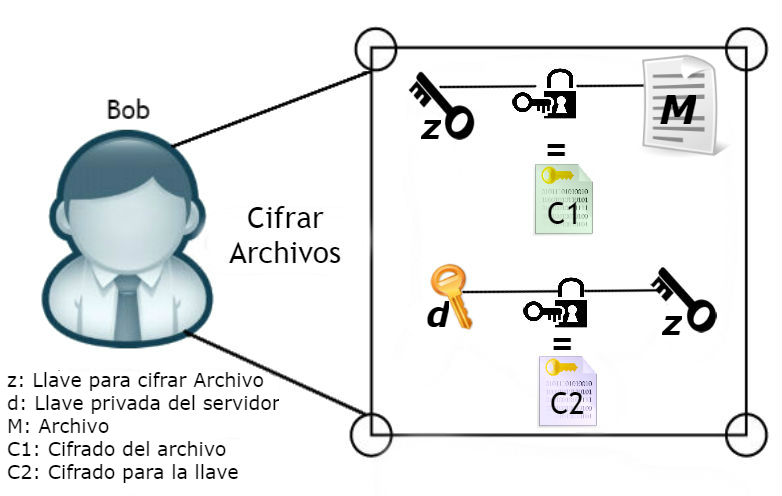 Bob
Cifrar
Archivos
z
M
=
C1
d
z
=
C2
z: Llave para cifrar Archivo
d: Llave privada del servidor
M: Archivo
C1: Cifrado del archivo
C2: Cifrado para la llave